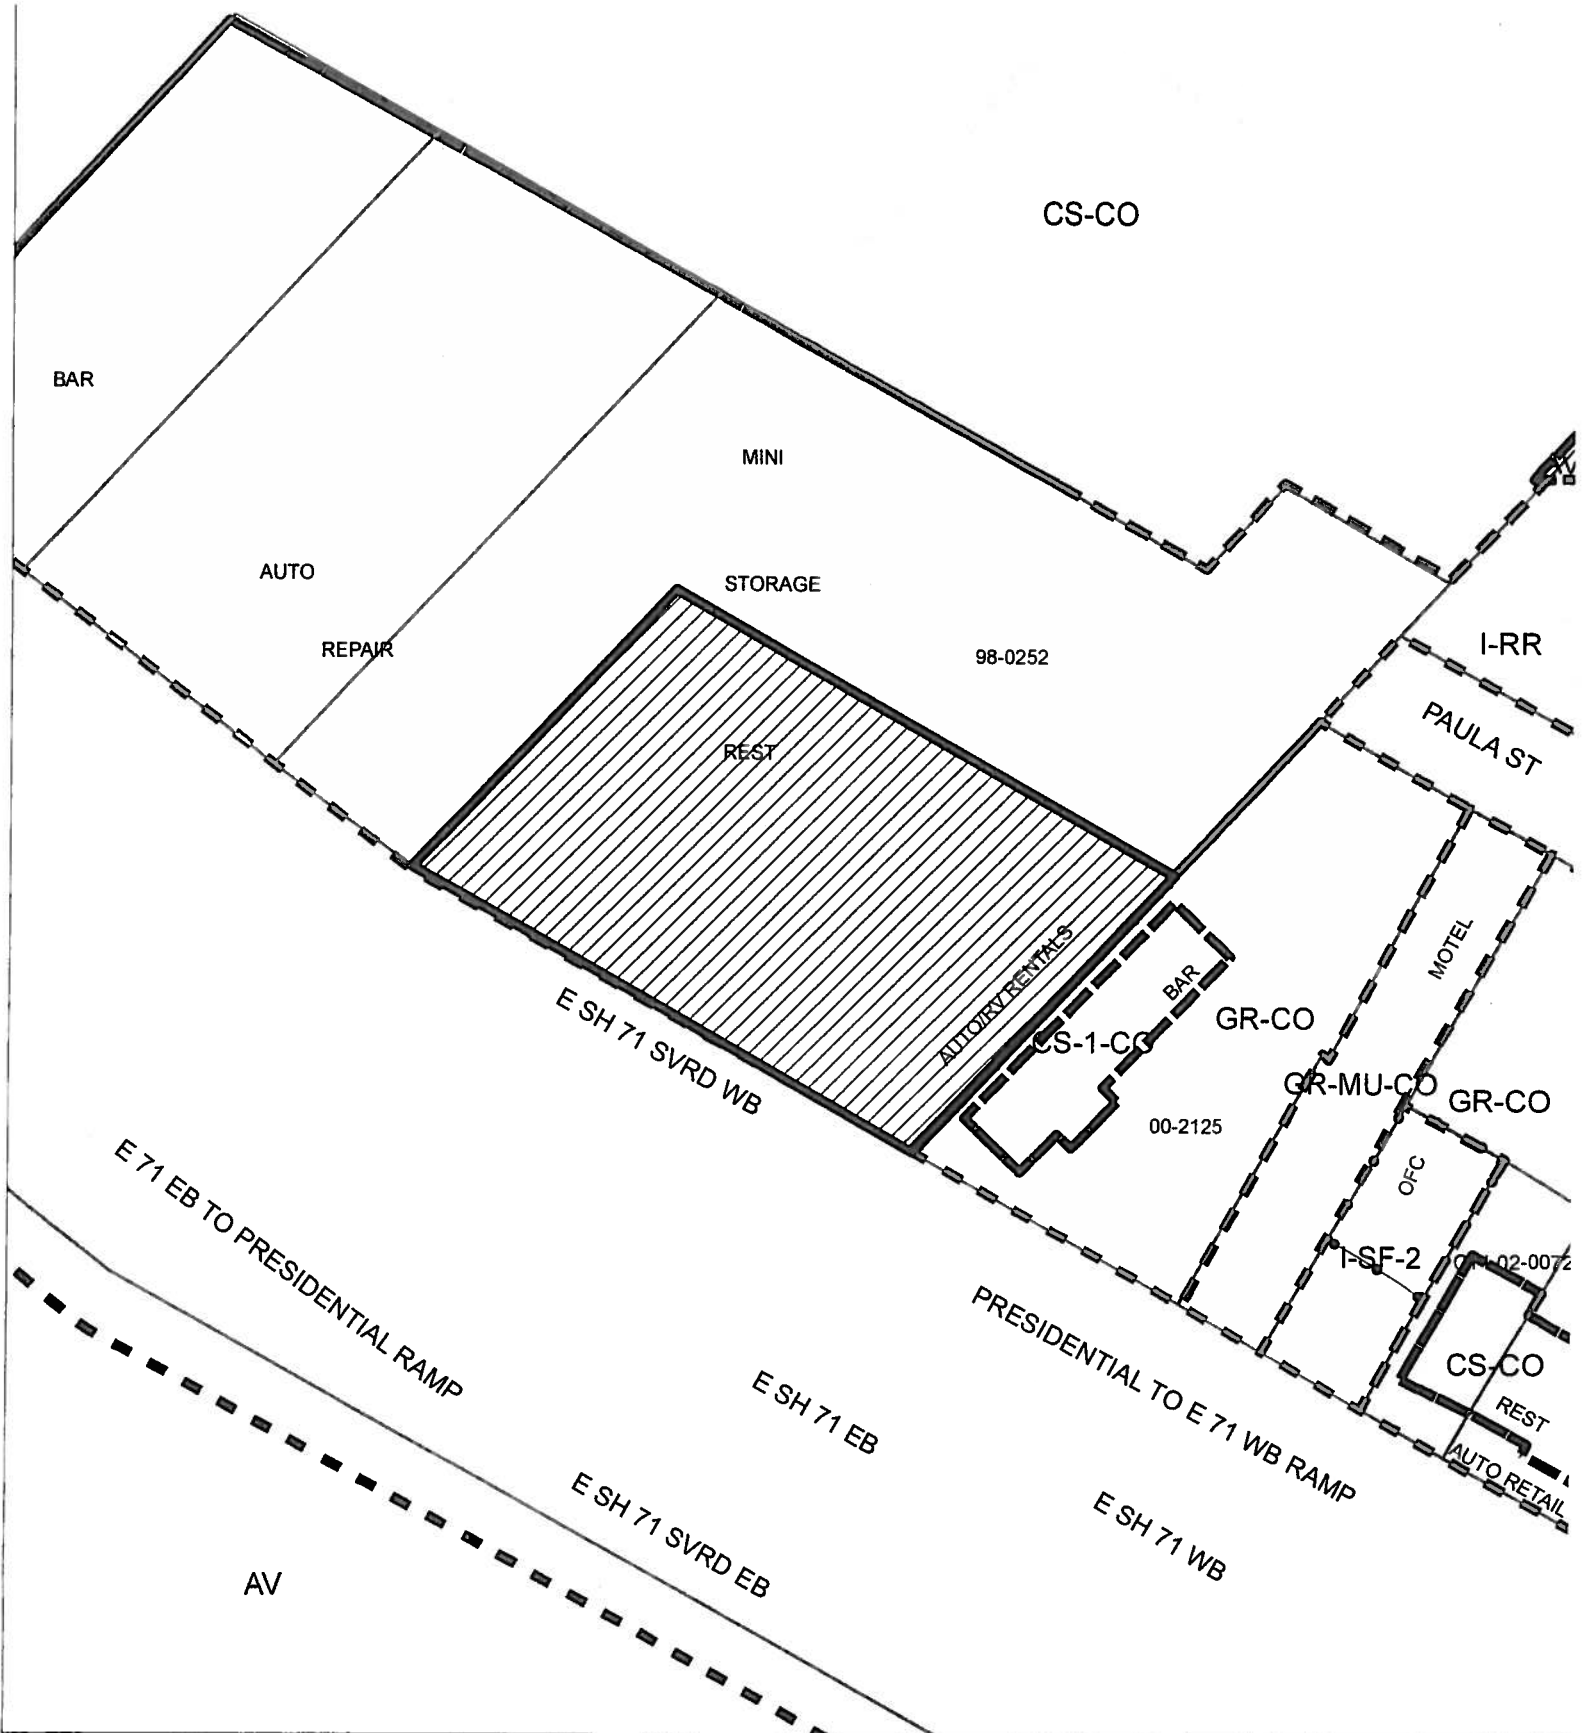 CS-CO
BAR
MINI
AUTO
STORAGE
REPAIR
98-0252
I-RR
PAULA ST
REST
MOTEL
AUTO/RV RENTALS
BAR
GR-CO
CS-1-CO
E SH 71 SVRD WB
GR-MU-CO
GR-CO
00-2125
OFC
E 71 EB TO PRESIDENTIAL RAMP
I-SF-2
C14-02-0072
PRESIDENTIAL TO E 71 WB RAMP
CS-CO
E SH 71 EB
REST
AUTO RETAIL
E SH 71 SVRD EB
E SH 71 WB
AV